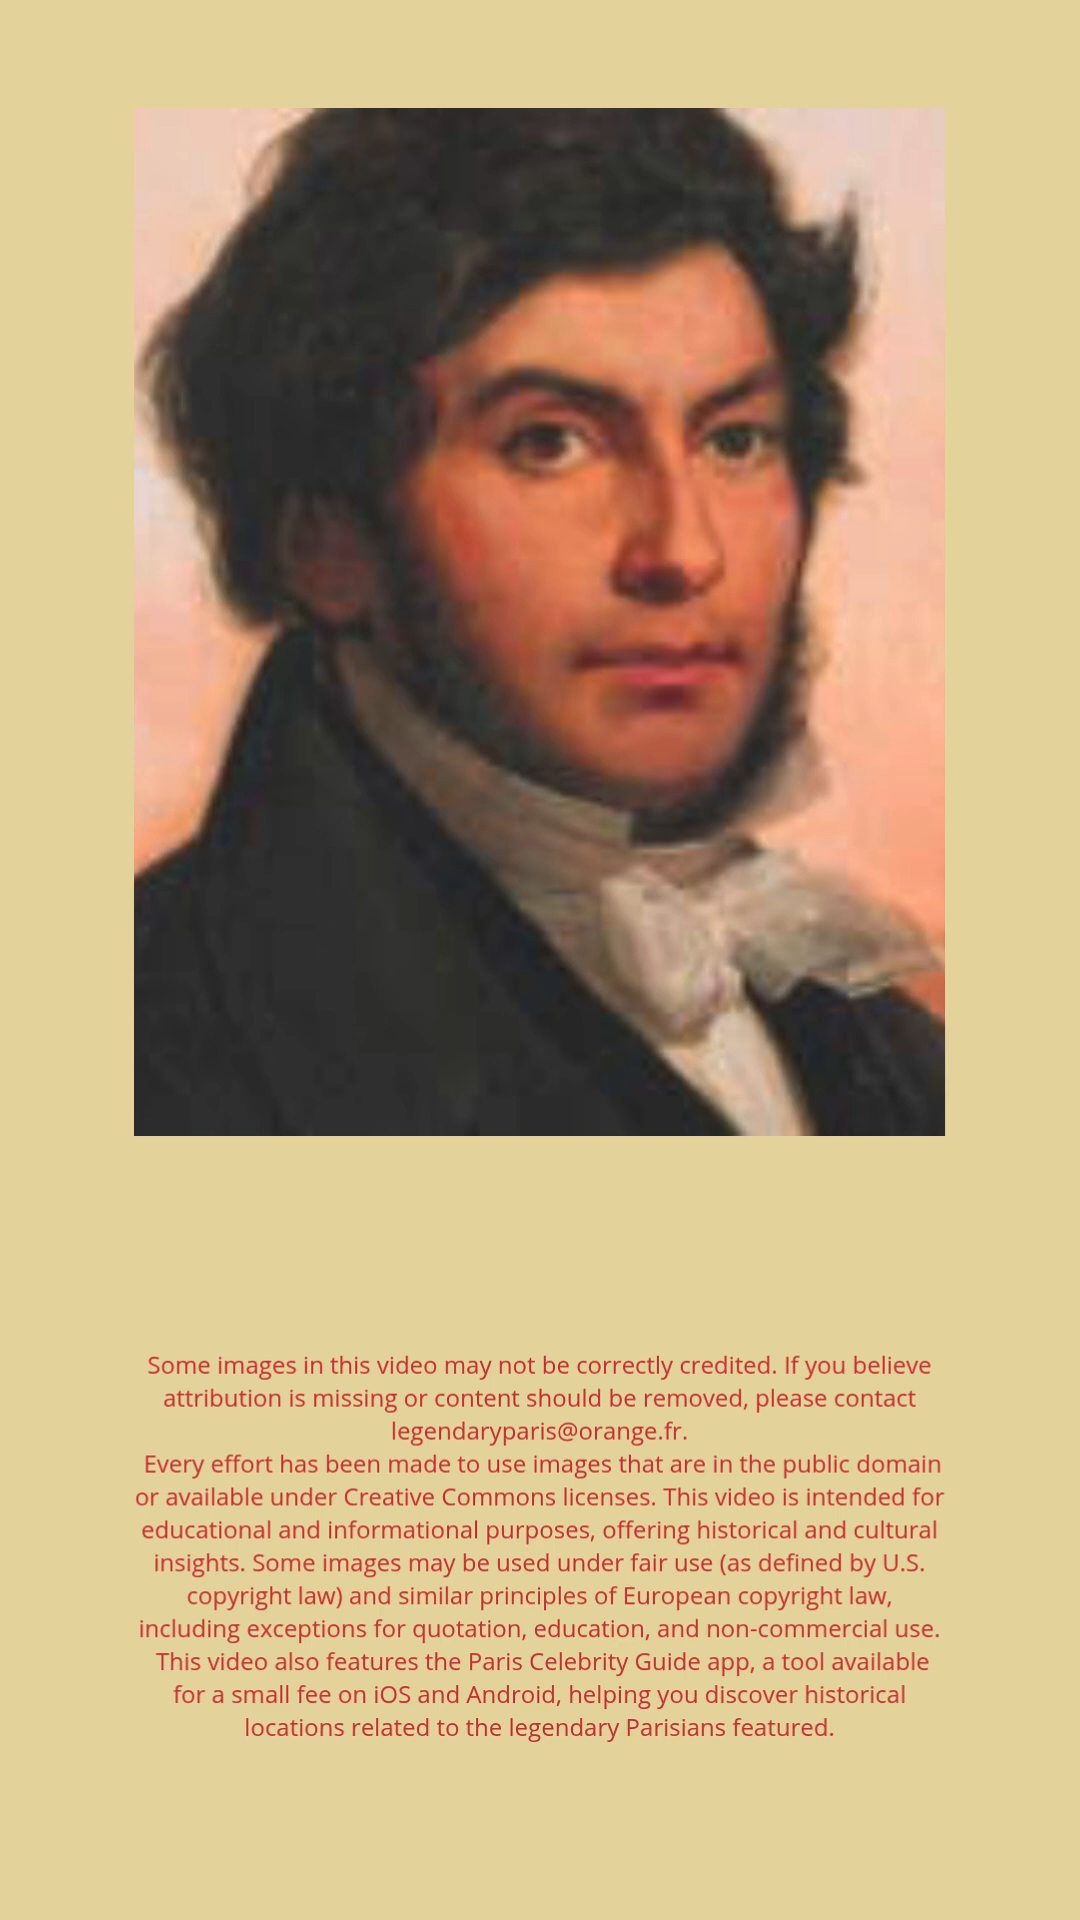 Some images in this video may not be correctly credited. If you believe
attribution is missing or content should be removed, please contact
legendaryparis@orange.fr.
Every effort has been made to use images that are in the public domain
or available under Creative Commons licenses. This video is intended for
educational and informational purposes, offering historical and cultural
insights. Some images may be used under fair use (as defined by U.S.
copyright law) and similar principles of European copyright law,
including exceptions for quotation, education, and non-commercial use.
This video also features the Paris Celebrity Guide app, a tool available
for a small fee on iOS and Android, helping you discover historical
locations related to the legendary Parisians featured.